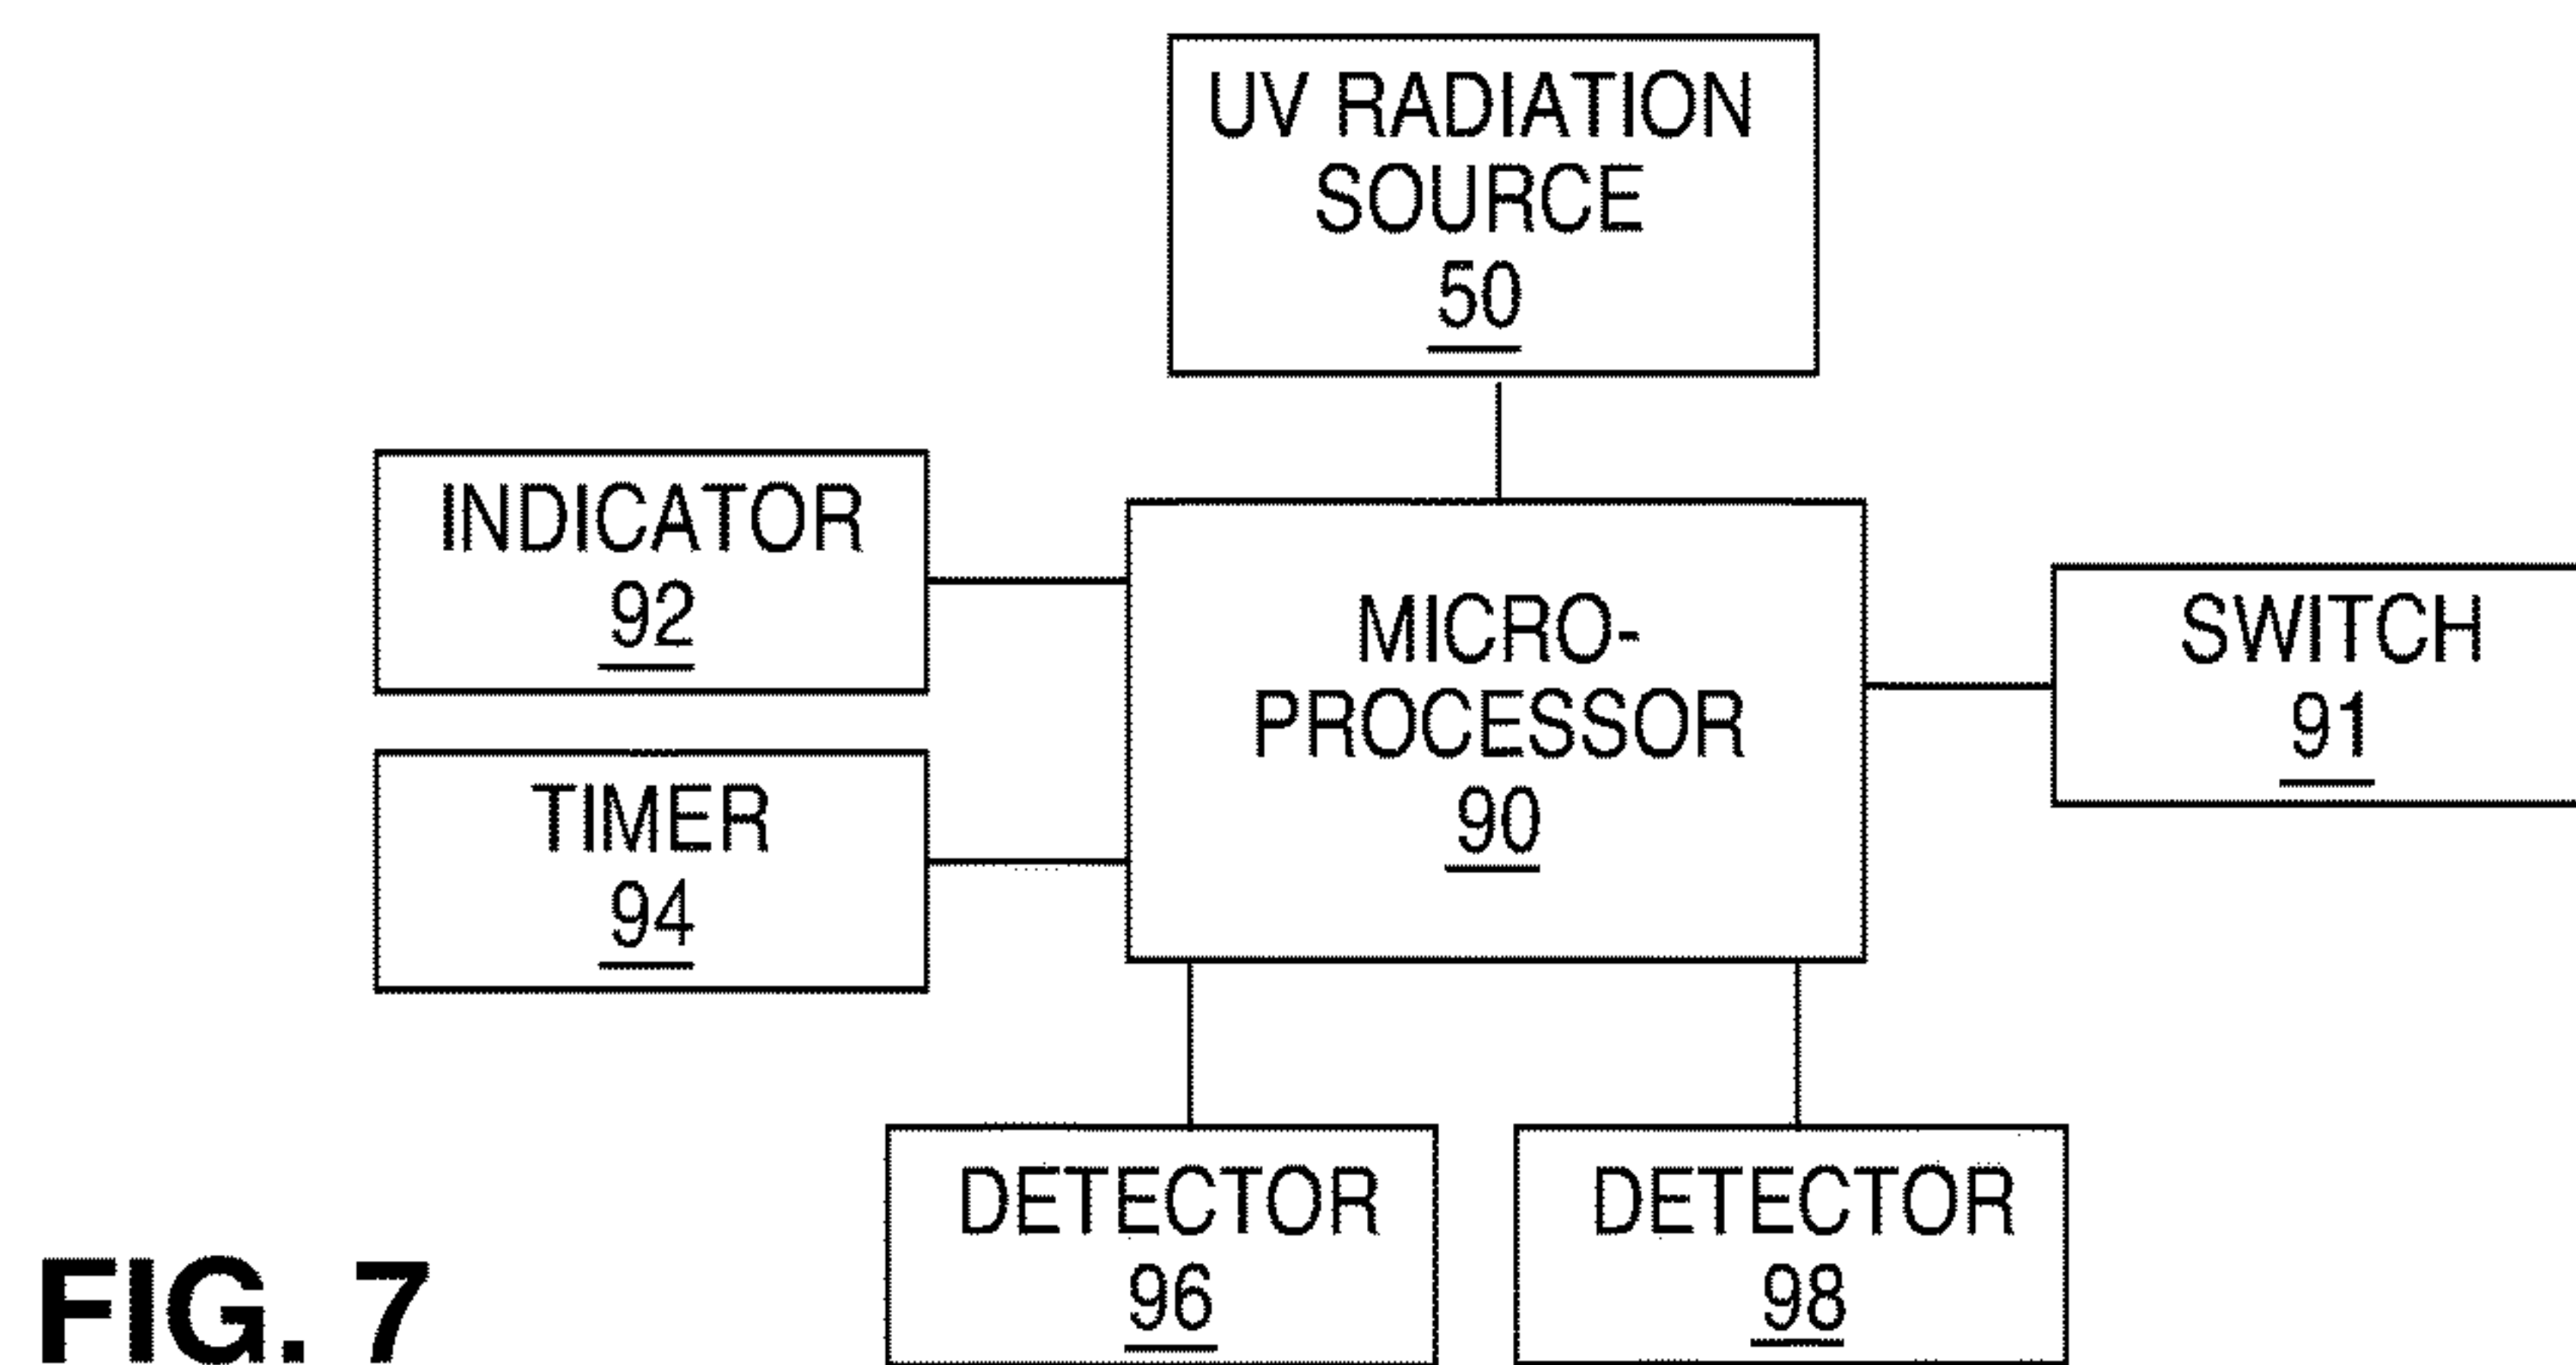 UV RADIATION
SOURCE
50
INDICATOR
92
MICRO-
PROCESSOR
90
SWITCH
91
TIMER
94
DETECTOR
96
DETECTOR
98
FIG. 7